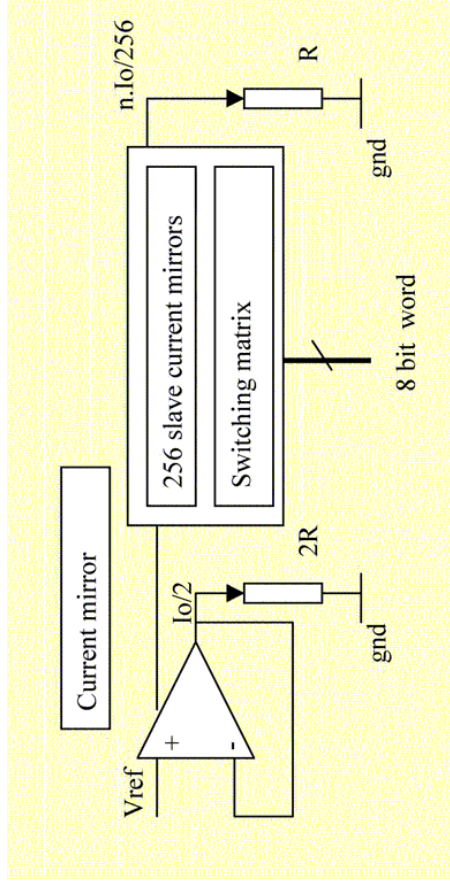 Current mirror
Vref
+
-
Io/2
2R
gnd
256 slave current mirrors
Switching matrix
8 bit word
n.Io/256
R
gnd